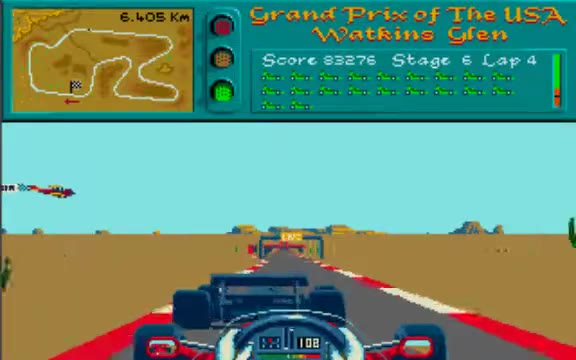 6.405 Km
Grand Prix of The USA
Watkins Glen
Score 83276 Stage 6 Lap 4
108